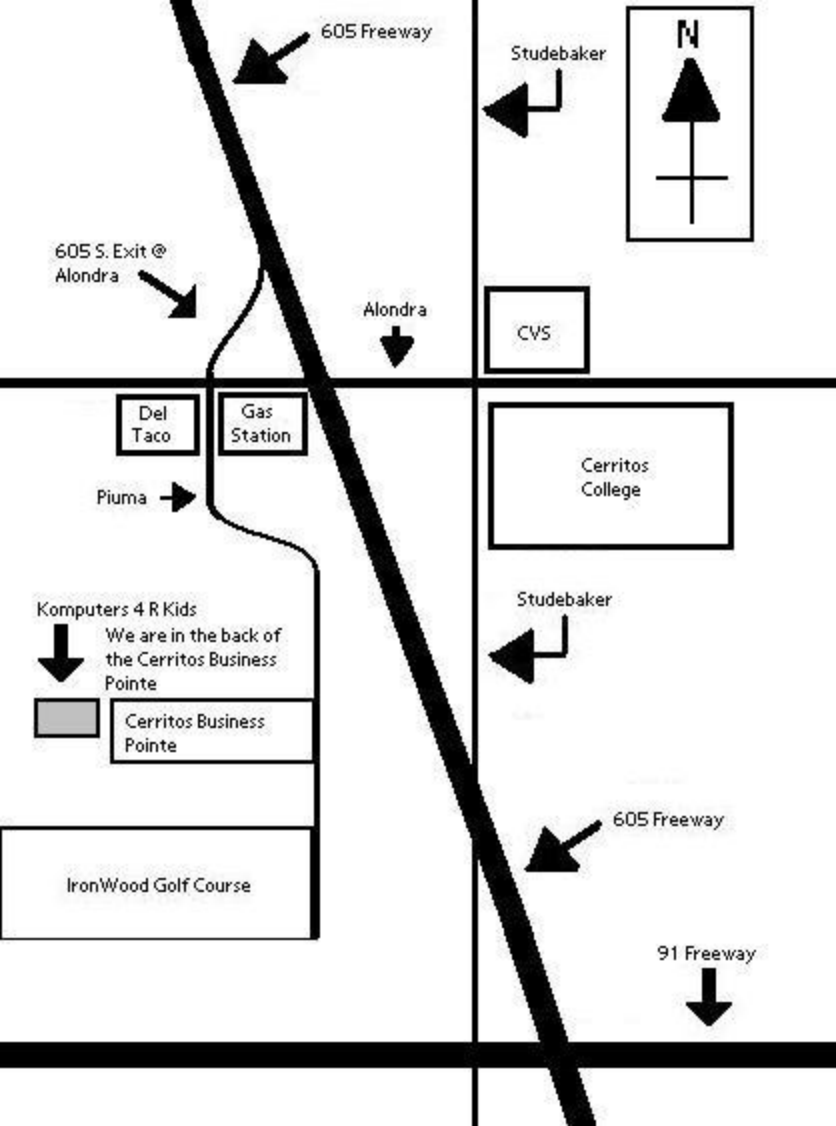 605 Freeway
N
Studebaker
605 S. Exit @
Alondra
Alondra
CVS
Del
Taco
Gas
Station
Cerritos
College
Piuma
Komputers 4 R Kids
We are in the back of
the Cerritos Business
Pointe
Studebaker
Cerritos Business
Pointe
605 Freeway
IronWood Golf Course
91 Freeway